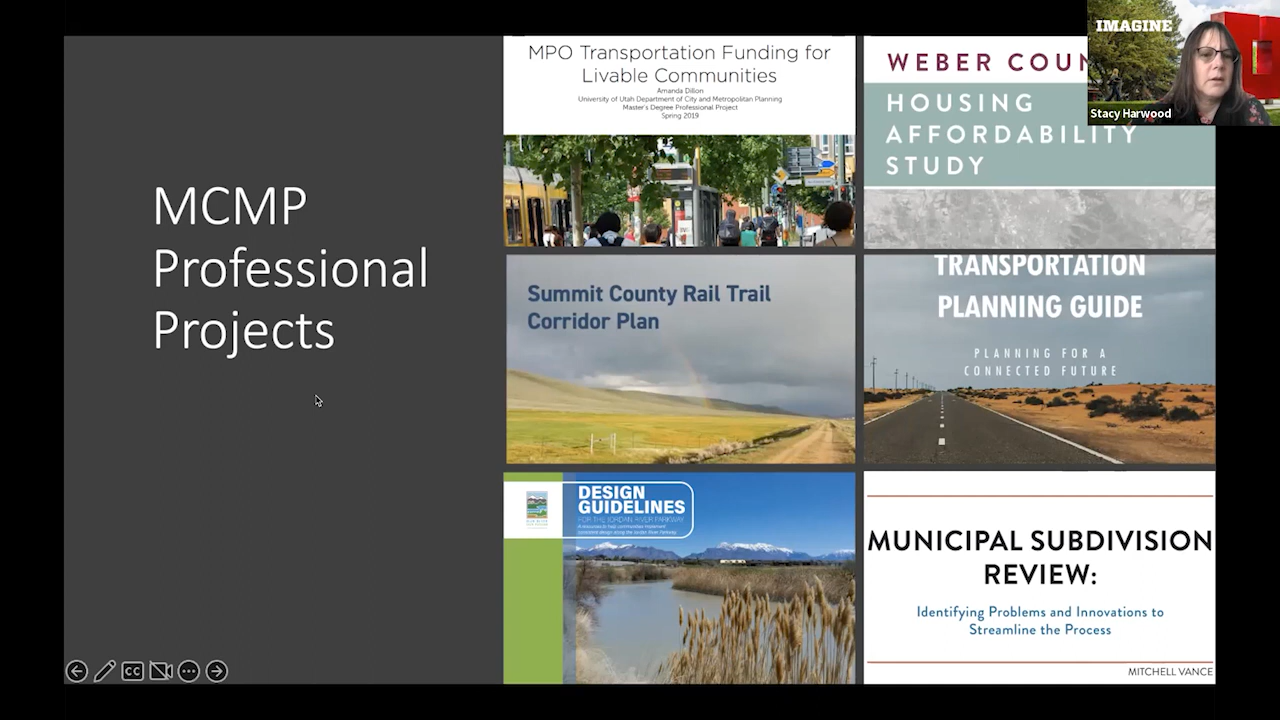 MCMP
Professional
Projects
MPO Transportation Funding for
Livable Communities
Amanda Dillon
University of Utah Department of City and Metropolitan Planning
Master's Degree Professional Project
Spring 2019
WEBER COUN
HOUSING
AFFORDABILITY
STUDY
IMAGINE
Stacy Harwood
Summit County Rail Trail
Corridor Plan
TRANSPORTATION
PLANNING GUIDE
PLANNING FOR A
CONNECTED FUTURE
DESIGN
GUIDELINES
FOR THE JORDAN RIVER PARKWAY
MUNICIPAL SUBDIVISION
REVIEW:
Identifying Problems and Innovations to
Streamline the Process
MITCHELL VANCE
CC